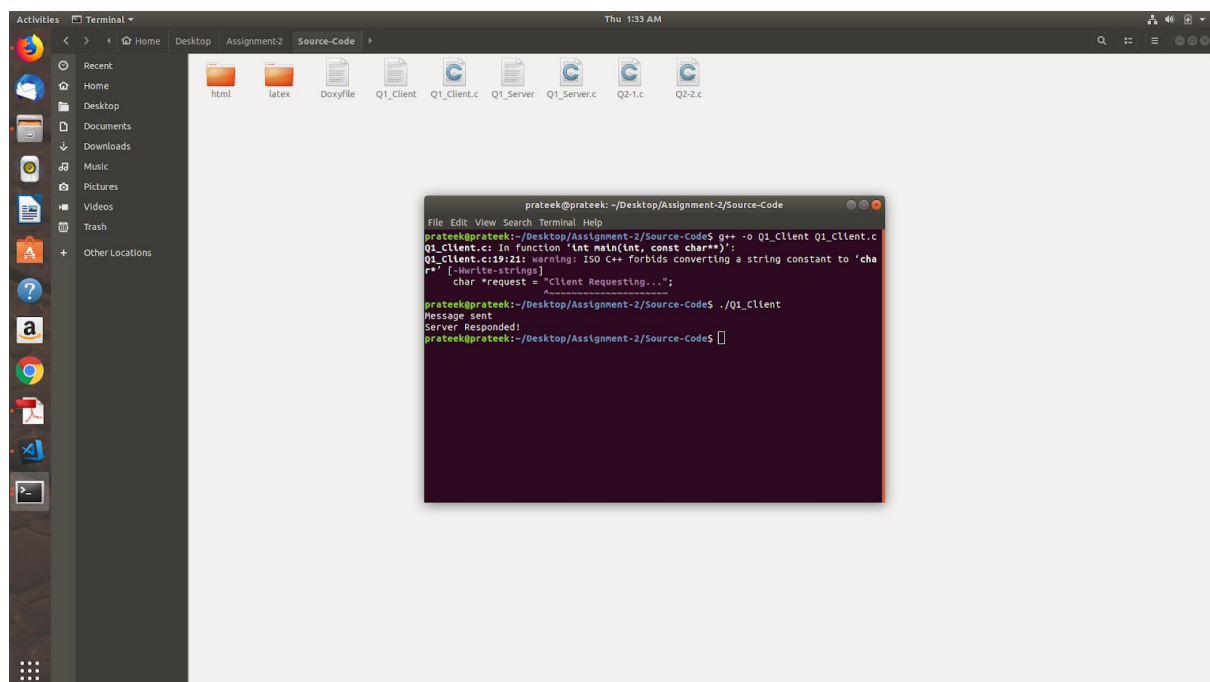 Activities Terminal Thu 1:33 AM
Home Desktop Assignment-2 Source-Code
Recent
Home
Desktop
Documents
Downloads
Music
Pictures
Videos
Trash
+ Other Locations
html latex Doxyfile Q1_Client Q1_Client.c Q1_Server Q1_Server.c Q2-1.c Q2-2.c
prateek@prateek: ~/Desktop/Assignment-2/Source-Code
File Edit View Search Terminal Help
prateek@prateek:~/Desktop/Assignment-2/Source-Code$ g++ -o Q1_Client Q1_Client.c
Q1_Client.c: In function ‘int main(int, const char**)’:
Q1_Client.c:19:21: warning: ISO C++ forbids converting a string constant to ‘cha
r*’ [-Wwrite-strings]
char *request = "Client Requesting...";
^~~~~~~~~~~~~~~~~~~~~~~
prateek@prateek:~/Desktop/Assignment-2/Source-Code$ ./Q1_Client
Message sent
Server Responded!
prateek@prateek:~/Desktop/Assignment-2/Source-Code$